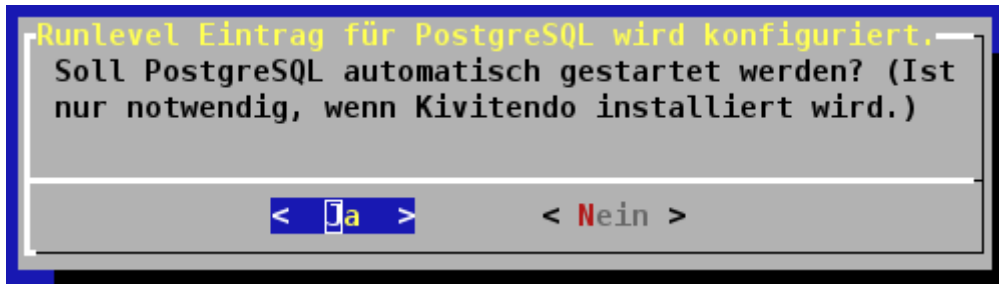 Runlevel Eintrag für PostgreSQL wird konfiguriert.
Soll PostgreSQL automatisch gestartet werden? (Ist
nur notwendig, wenn Kivitendo installiert wird.)
< Ja > < Nein >